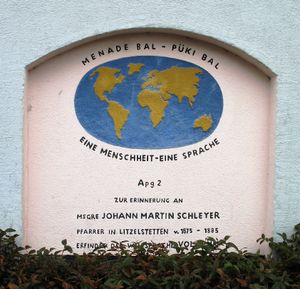 MENADE BAL - PÜKI BAL
EINE MENSCHHEIT-EINE SPRACHE
Apg 2
ZUR ERINNERUNG AN
MSGRE JOHANN MARTIN SCHLEYER
PFARRER IN LITZELSTETTEN v. 1875 - 1885
ERFINDER